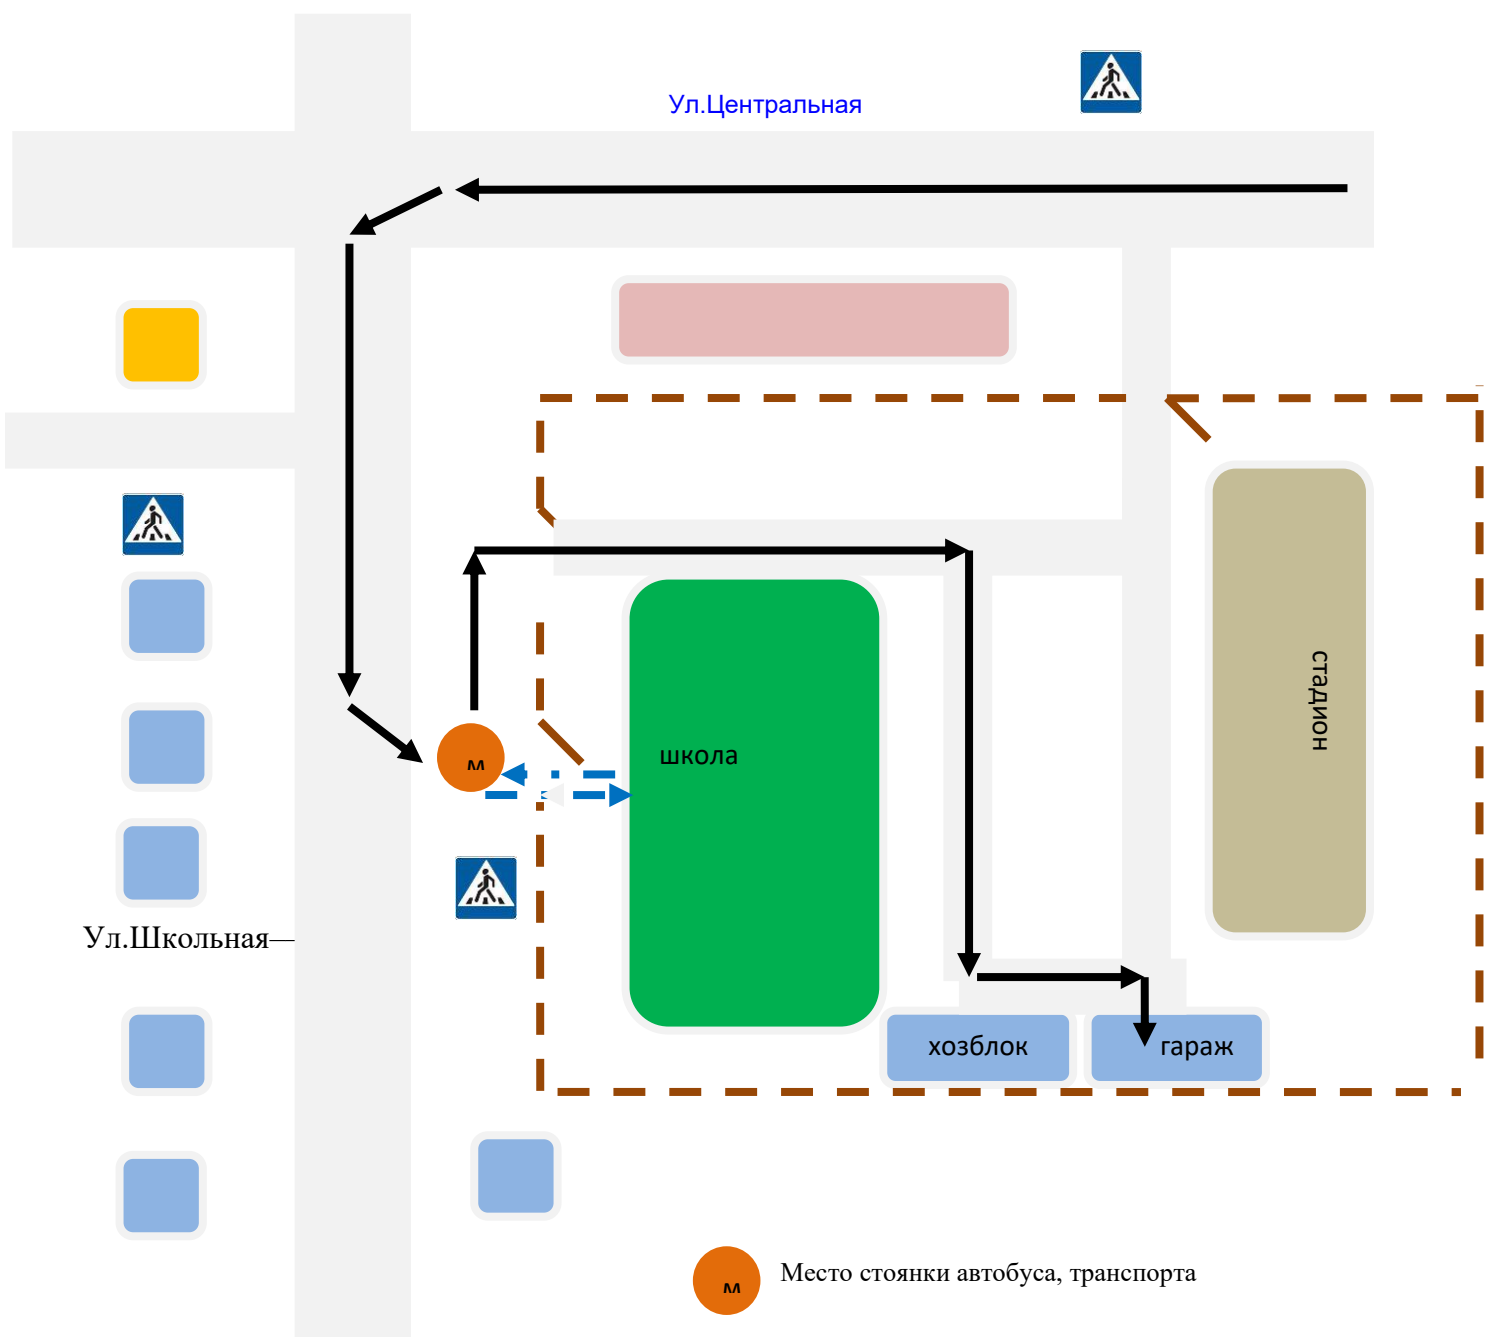 Ул.Центральная
стадион
школа
м
Ул.Школьная—
хозблок
гараж
м
Место стоянки автобуса, транспорта